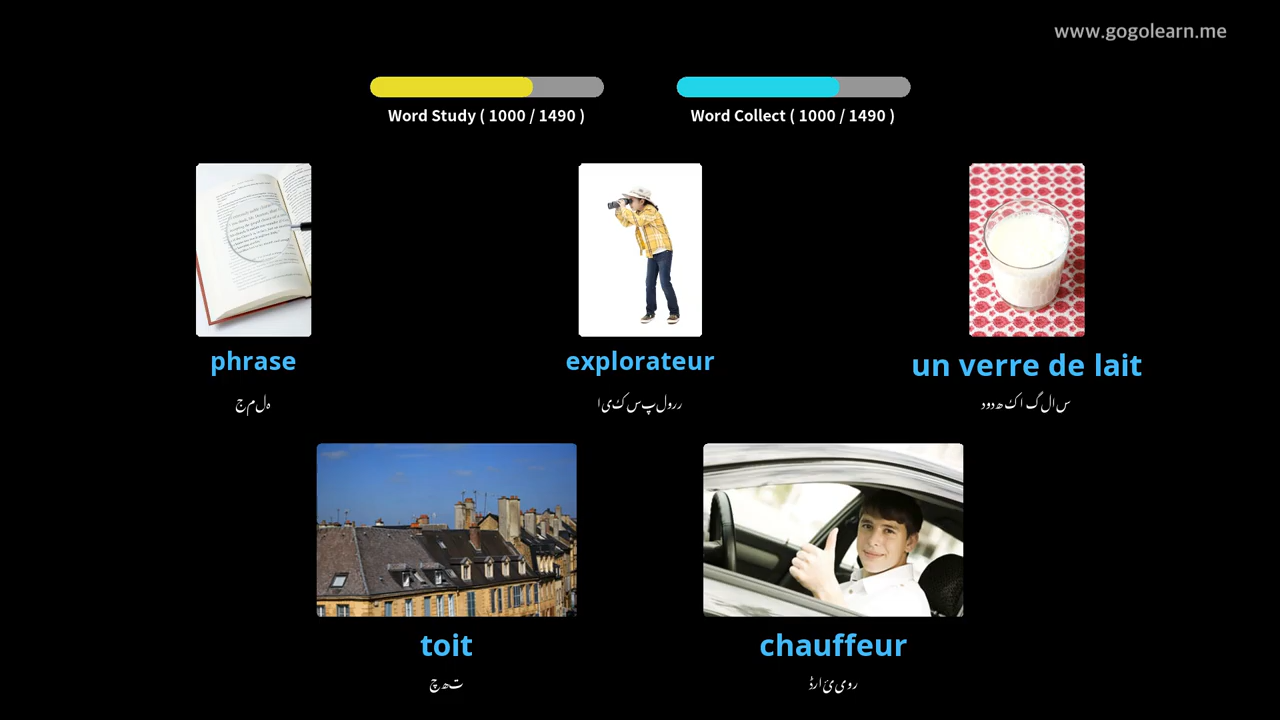 www.gogolearn.me
Word Study ( 1000 / 1490 )
Word Collect ( 1000 / 1490 )
phrase
جملہ
explorateur
ایکسپلورر
un verre de lait
دودھ کا گلاس
toit
چھت
chauffeur
ڈرائیور